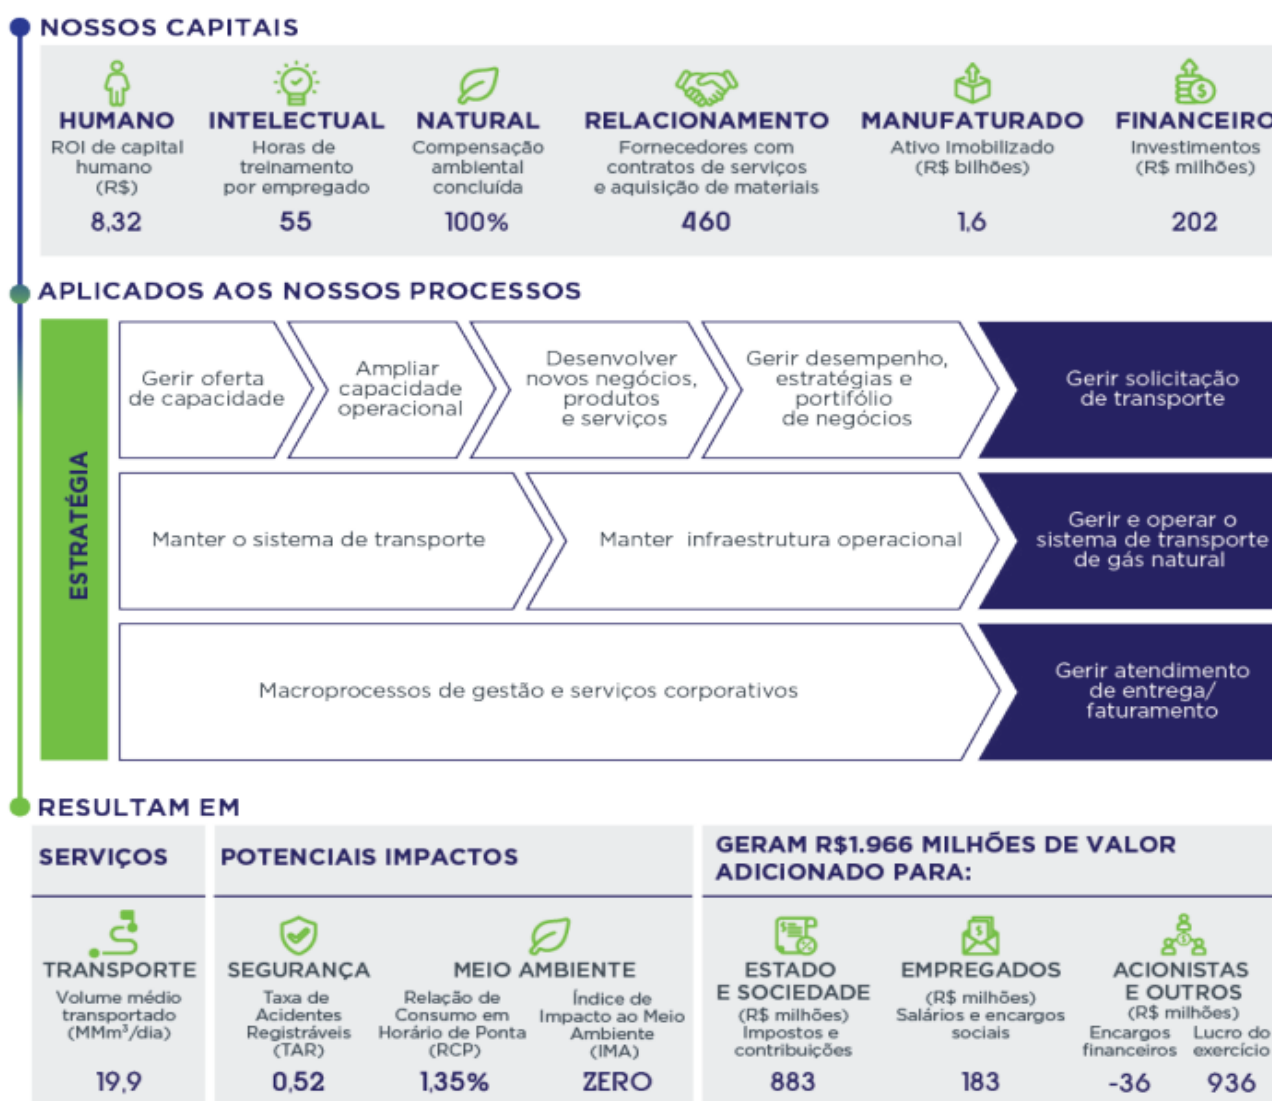 NOSSOS CAPITAIS
HUMANO
ROI de capital
humano
(R$)
8,32
INTELECTUAL
Horas de
treinamento
por empregado
55
NATURAL
Compensação
ambiental
concluída
100%
RELACIONAMENTO
Fornecedores com
contratos de serviços
e aquisição de materiais
460
MANUFATURADO
Ativo Imobilizado
(R$ bilhões)
1,6
FINANCEIRO
Investimentos
(R$ milhões)
202
APLICADOS AOS NOSSOS PROCESSOS
ESTRATÉGIA
Gerir oferta
de capacidade
Ampliar
capacidade
operacional
Desenvolver
novos negócios,
produtos
e serviços
Gerir desempenho,
estratégias e
portifólio
de negócios
Gerir solicitação
de transporte
Manter o sistema de transporte
Manter infraestrutura operacional
Gerir e operar o
sistema de transporte
de gás natural
Macroprocessos de gestão e serviços corporativos
Gerir atendimento
de entrega/
faturamento
RESULTAM EM
SERVIÇOS
TRANSPORTE
Volume médio
transportado
(MMm³/dia)
19,9
POTENCIAIS IMPACTOS
SEGURANÇA
Taxa de
Acidentes
Registráveis
(TAR)
0,52
MEIO AMBIENTE
Relação de
Consumo em
Horário de Ponta
(RCP)
1,35%
Índice de
Impacto ao Meio
Ambiente
(IMA)
ZERO
GERAM R$1.966 MILHÕES DE VALOR
ADICIONADO PARA:
ESTADO
E SOCIEDADE
(R$ milhões)
Impostos e
contribuições
883
EMPREGADOS
(R$ milhões)
Salários e encargos
sociais
183
ACIONISTAS
E OUTROS
(R$ milhões)
Encargos
financeiros
-36
Lucro do
exercício
936